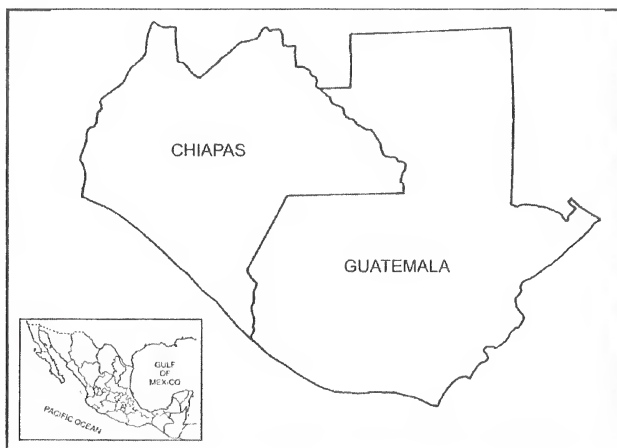 CHIAPAS
GUATEMALA
GULF
OF
MEXICO
PACIFIC OCEAN